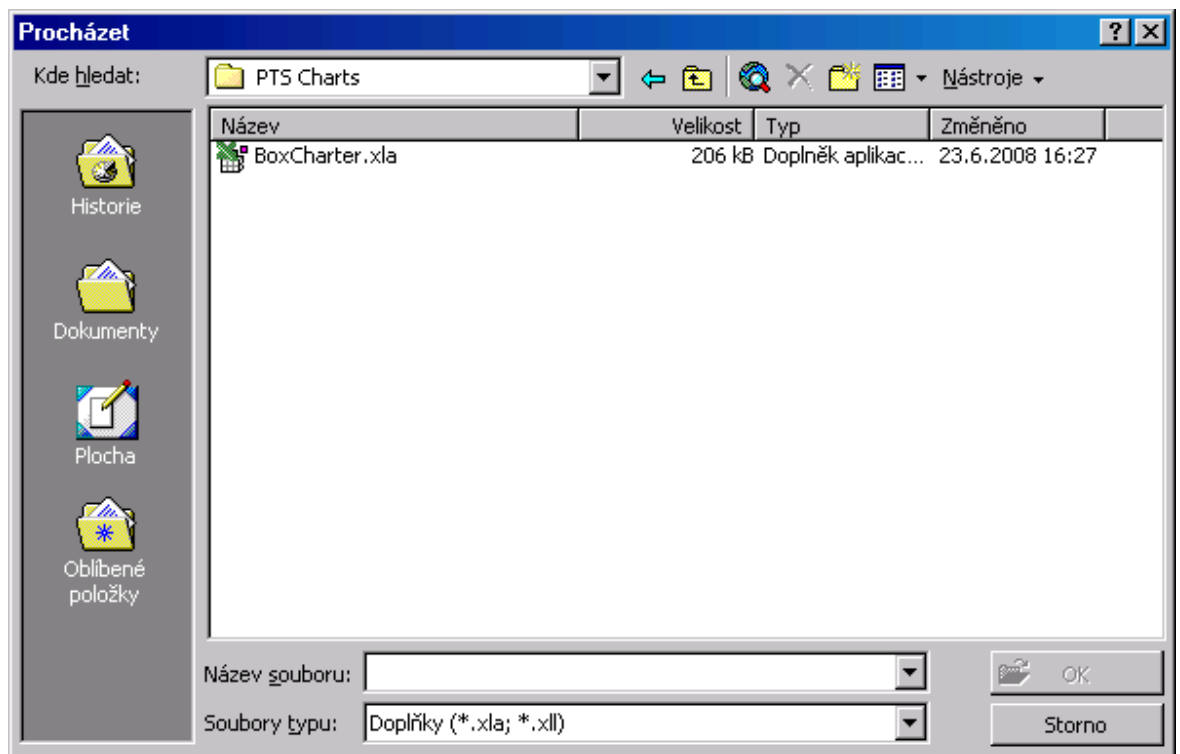 Procházet
Kde hledat:
PTS Charts
Nástroje
Název Velikost Typ Změněno
BoxCharter.xla 206 kB Doplněk aplikac... 23.6.2008 16:27
Historie
Dokumenty
Plocha
Oblíbené
položky
Název souboru:
OK
Soubory typu: Doplňky (*.xla; *.xll)
Storno